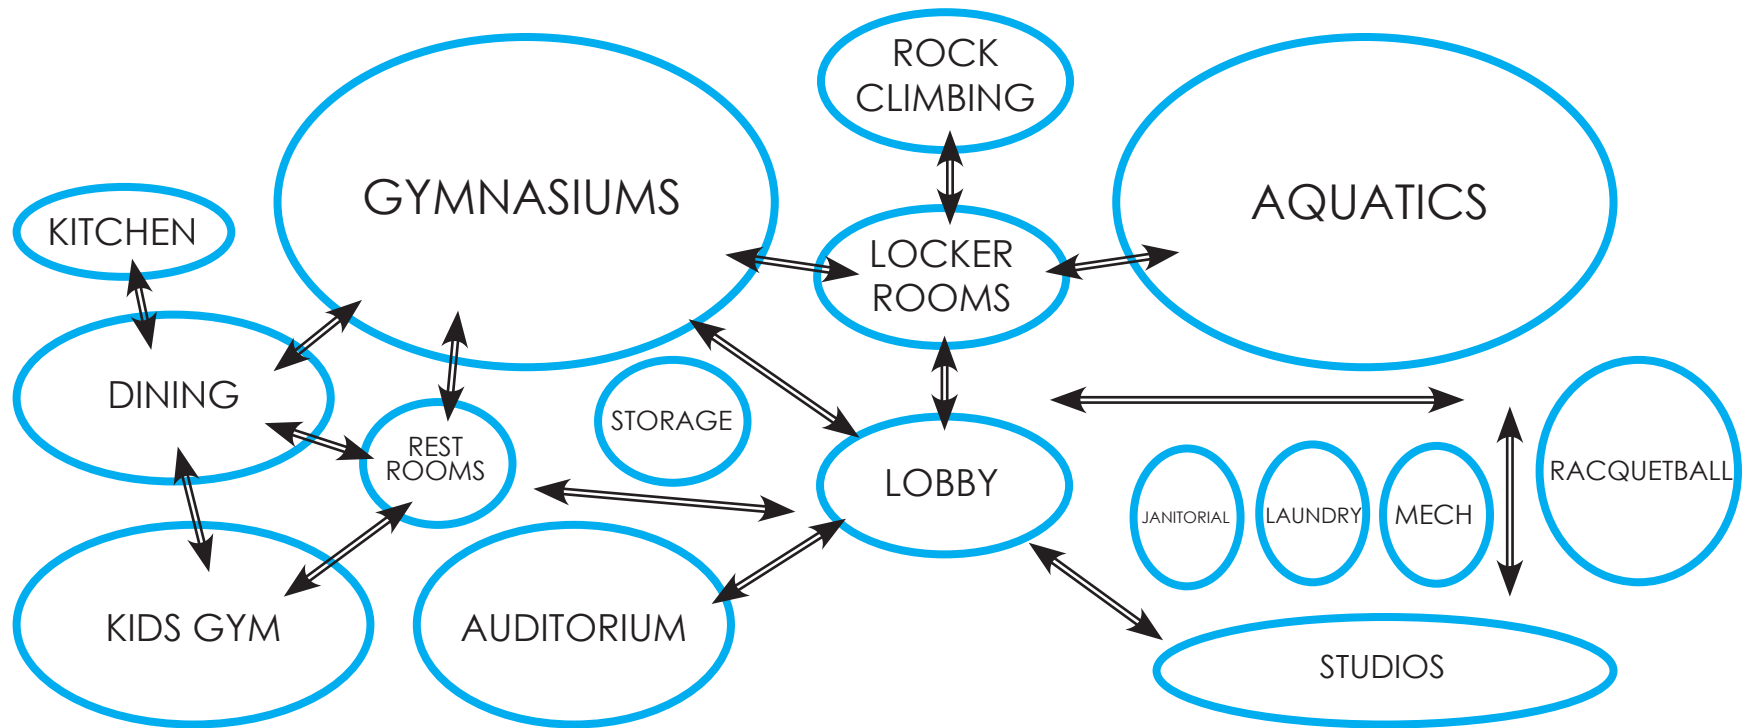 ROCK
CLIMBING
GYMNASIUMS
AQUATICS
KITCHEN
LOCKER
ROOMS
DINING
STORAGE
REST
ROOMS
LOBBY
RACQUETBALL
JANITORIAL
LAUNDRY
MECH
KIDS GYM
AUDITORIUM
STUDIOS